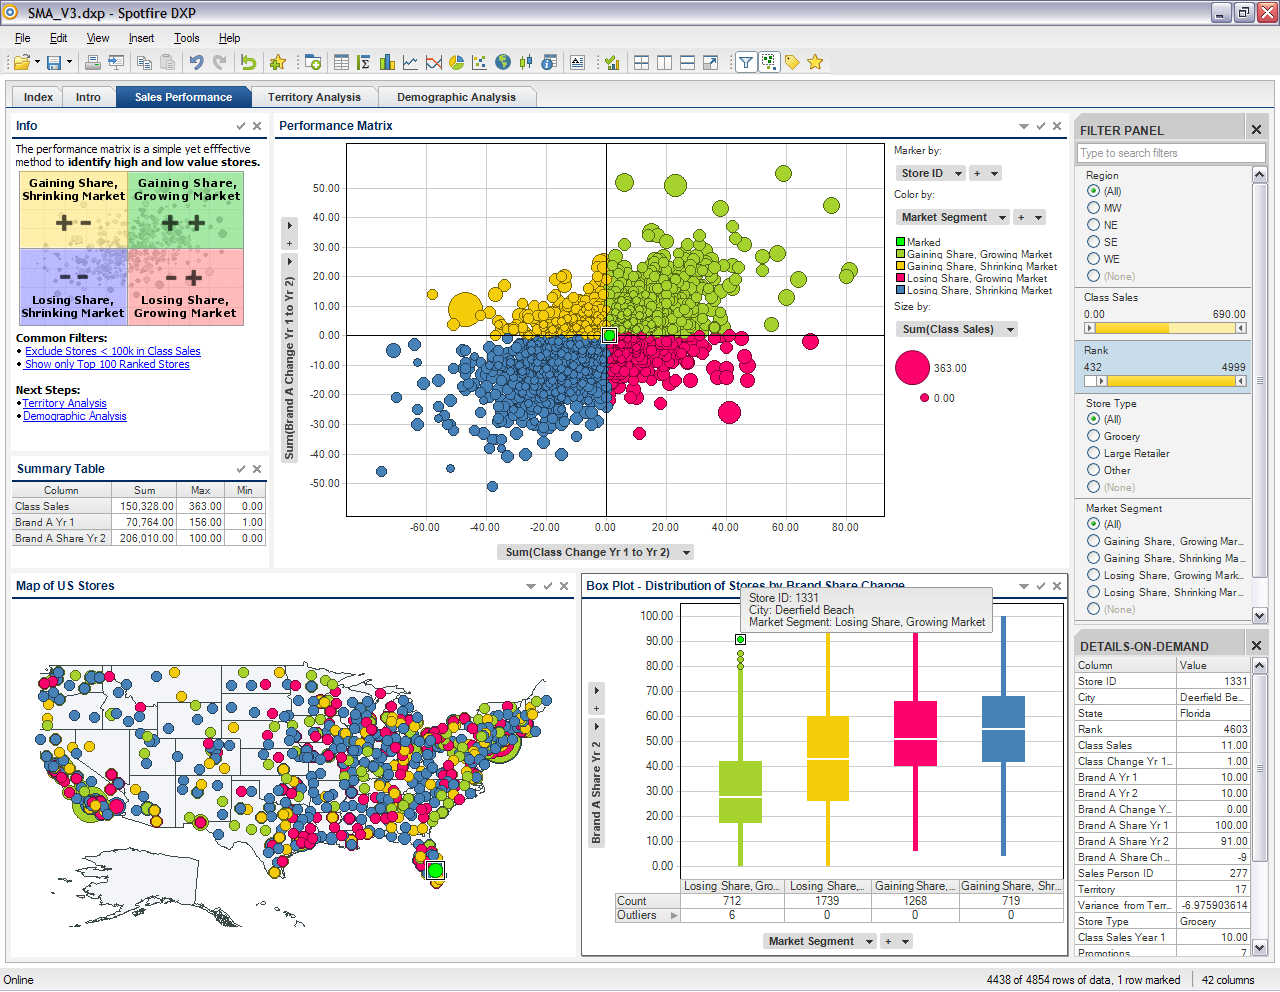 SMA_V3.dxp - Spotfire DXP
File Edit View Insert Tools Help
Index Intro Sales Performance Territory Analysis Demographic Analysis
Info
The performance matrix is a simple yet efffective
method to identify high and low value stores.
Gaining Share, Shrinking Market
+ -
Gaining Share, Growing Market
+ +
- -
Losing Share, Shrinking Market
- +
Losing Share, Growing Market
Common Filters:
Exclude Stores < 100k in Class Sales
Show only Top 100 Ranked Stores
Next Steps:
Territory Analysis
Demographic Analysis
Summary Table
Column Sum Max Min
Class Sales 150,328.00 363.00 0.00
Brand A Yr 1 70,764.00 156.00 1.00
Brand A Share Yr 2 206,010.00 100.00 0.00
Performance Matrix
Sum(Brand A Change Yr 1 to Yr 2)
+
50.00
40.00
30.00
20.00
10.00
0.00
-10.00
-20.00
-30.00
-40.00
-50.00
-60.00 -40.00 -20.00 0.00 20.00 40.00 60.00 80.00
Sum(Class Change Yr 1 to Yr 2)
Marker by:
Store ID +
Color by:
Market Segment +
Marked
Gaining Share, Growing Market
Gaining Share, Shrinking Market
Losing Share, Growing Market
Losing Share, Shrinking Market
Size by:
Sum(Class Sales)
363.00
0.00
Map of US Stores
Box Plot - Distribution of Stores by Brand Share Change
Store ID: 1331
City: Deerfield Beach
Market Segment: Losing Share, Growing Market
+
Brand A Share Yr 2
100.00
90.00
80.00
70.00
60.00
50.00
40.00
30.00
20.00
10.00
0.00
Losing Share, Gro... Losing Share,... Gaining Share,... Gaining Share, Shr...
Count 712 1739 1268 719
Outliers 6 0 0 0
Market Segment +
FILTER PANEL
Type to search filters
Region
(All)
MW
NE
SE
WE
(None)
Class Sales
0.00 690.00
Rank
432 4999
Store Type
(All)
Grocery
Large Retailer
Other
(None)
Market Segment
(All)
Gaining Share, Growing Mar...
Gaining Share, Shrinking Ma...
Losing Share, Growing Mark...
Losing Share, Shrinking Mar...
(None)
DETAILS-ON-DEMAND
Column Value
Store ID 1331
City Deerfield Be...
State Florida
Rank 4603
Class Sales 11.00
Class Change Yr 1... 1.00
Brand A Yr 1 10.00
Brand A Yr 2 10.00
Brand A Change Y... 0.00
Brand A Share Yr 1 100.00
Brand A Share Yr 2 91.00
Brand A Share Ch... -9
Sales Person ID 277
Territory 17
Variance from Terr... -6.975903614
Store Type Grocery
Class Sales Year 1 10.00
Promotions 7
Online
4438 of 4854 rows of data, 1 row marked 42 columns